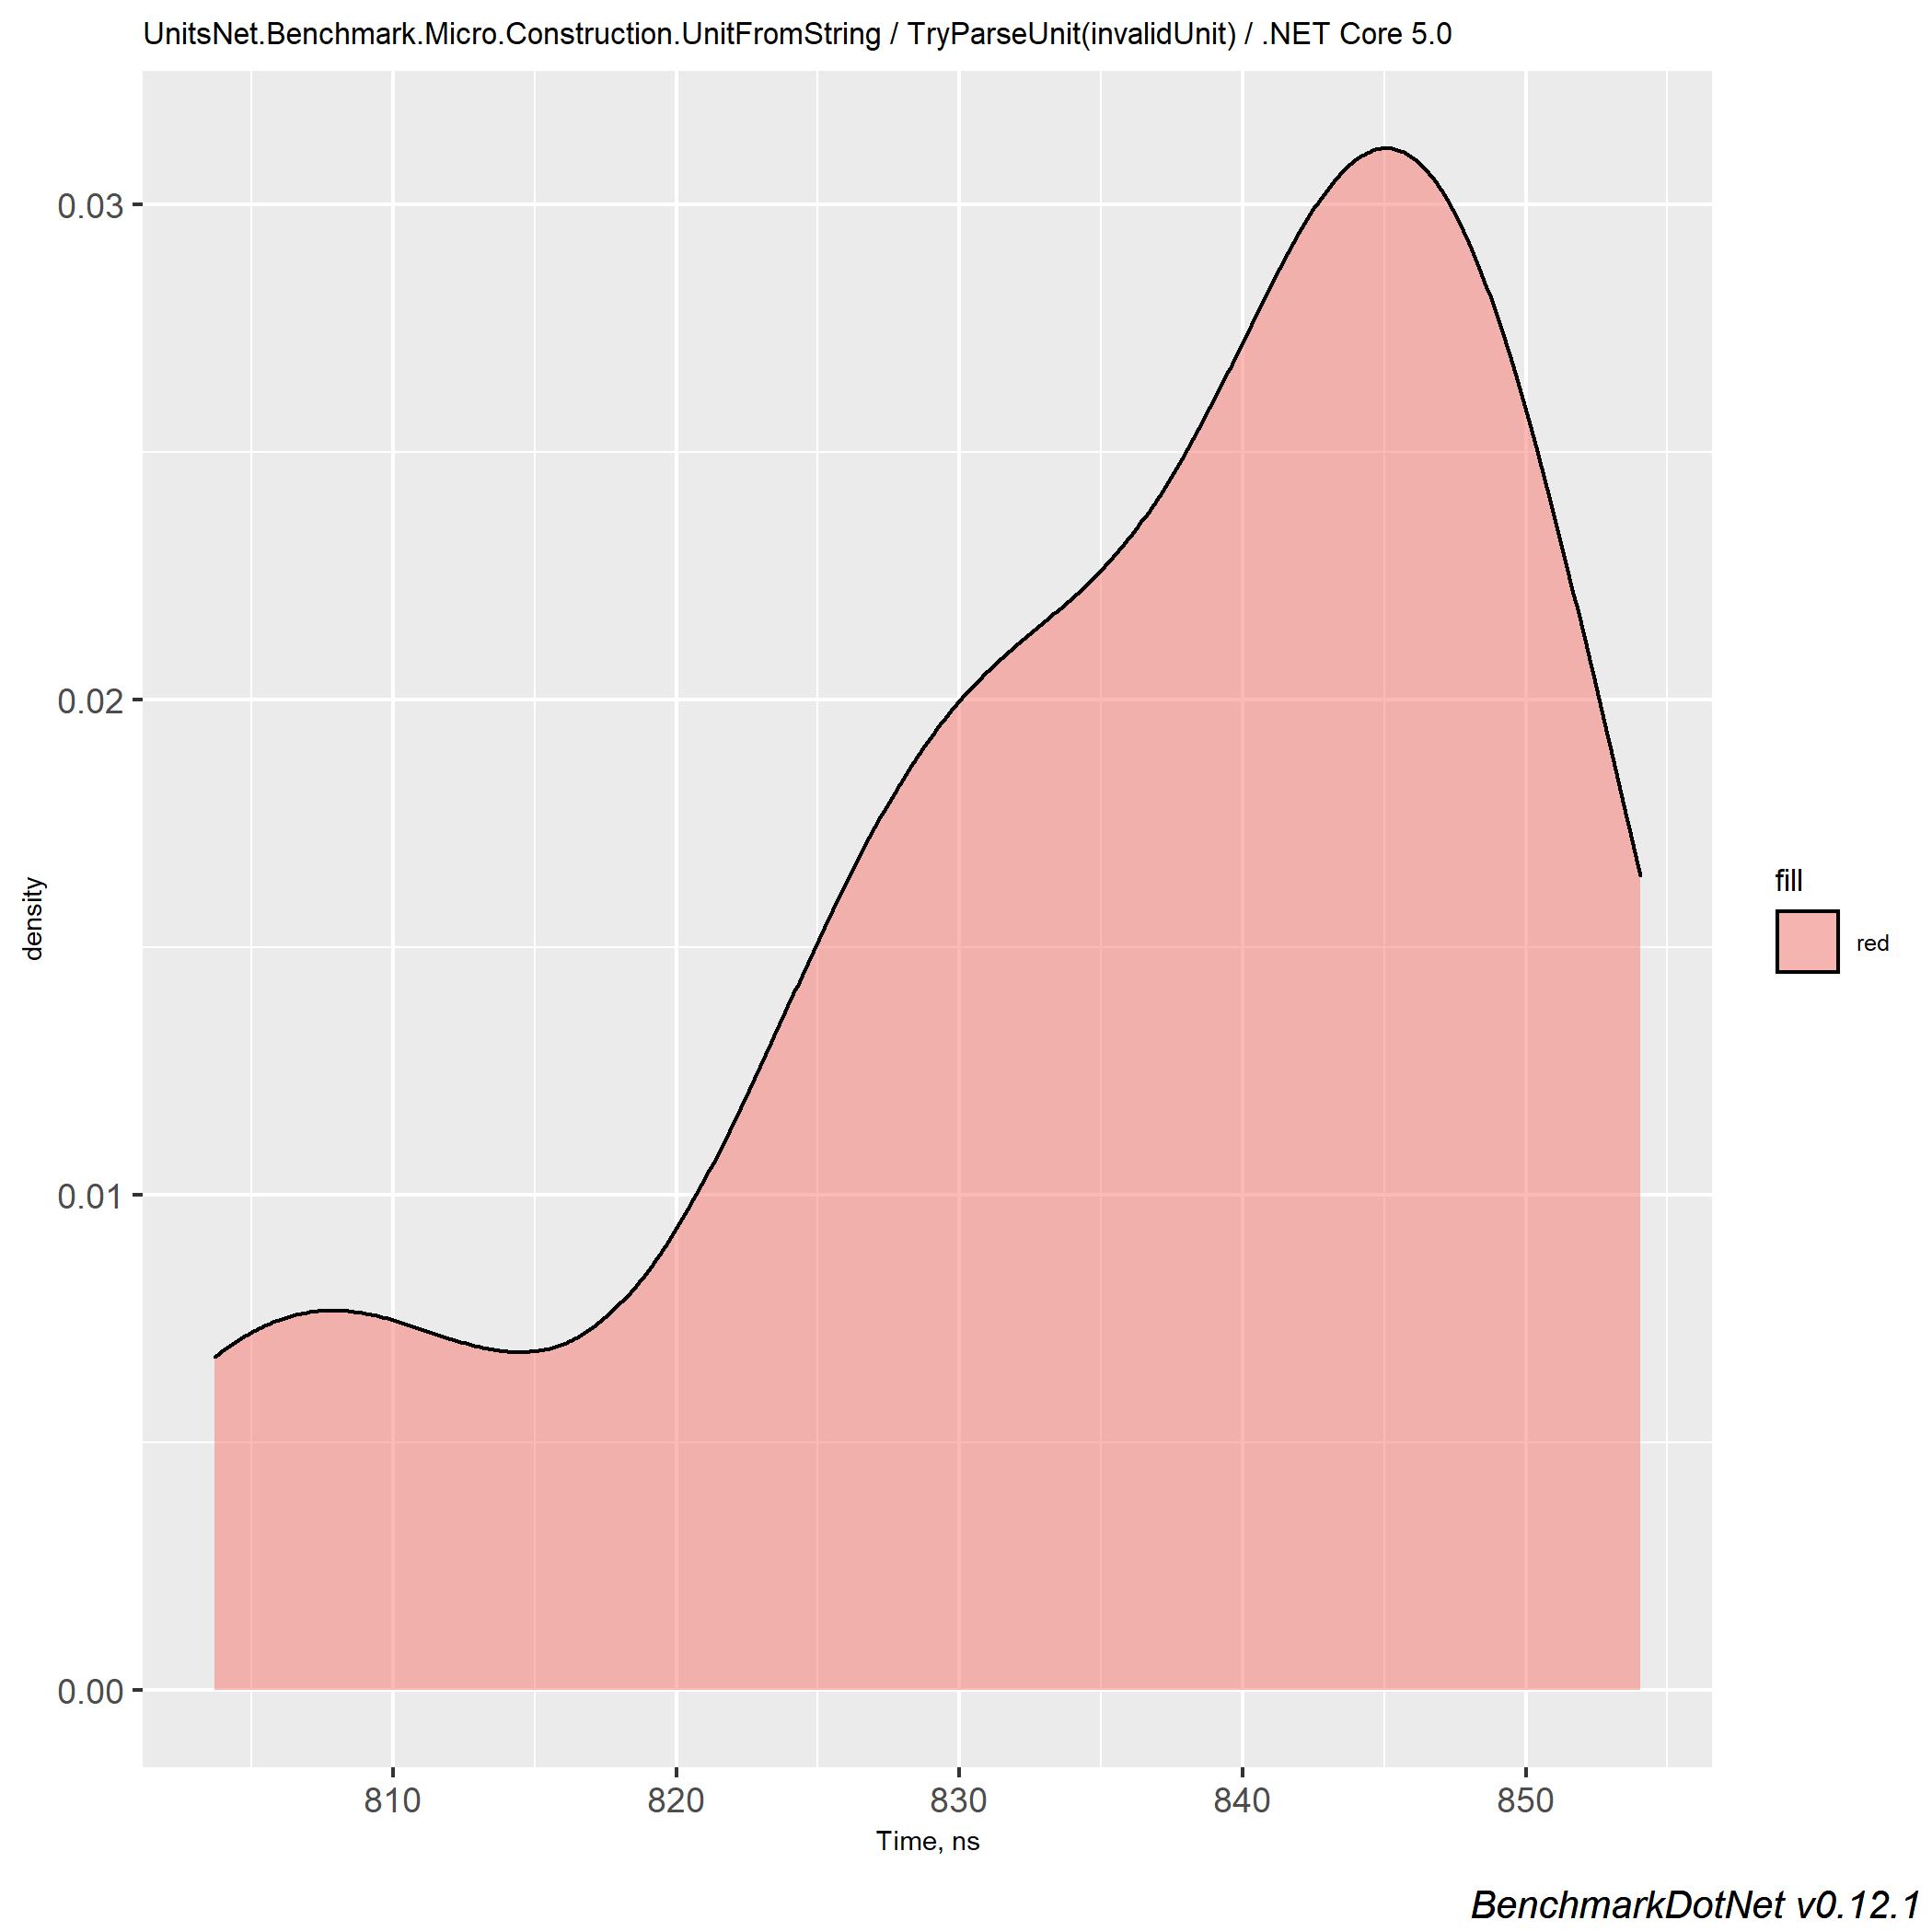 UnitsNet.Benchmark.Micro.Construction.UnitFromString / TryParseUnit(invalidUnit) / .NET Core 5.0
0.03
0.02
0.01
0.00
density
810 820 830 840 850
Time, ns
fill
red
BenchmarkDotNet v0.12.1